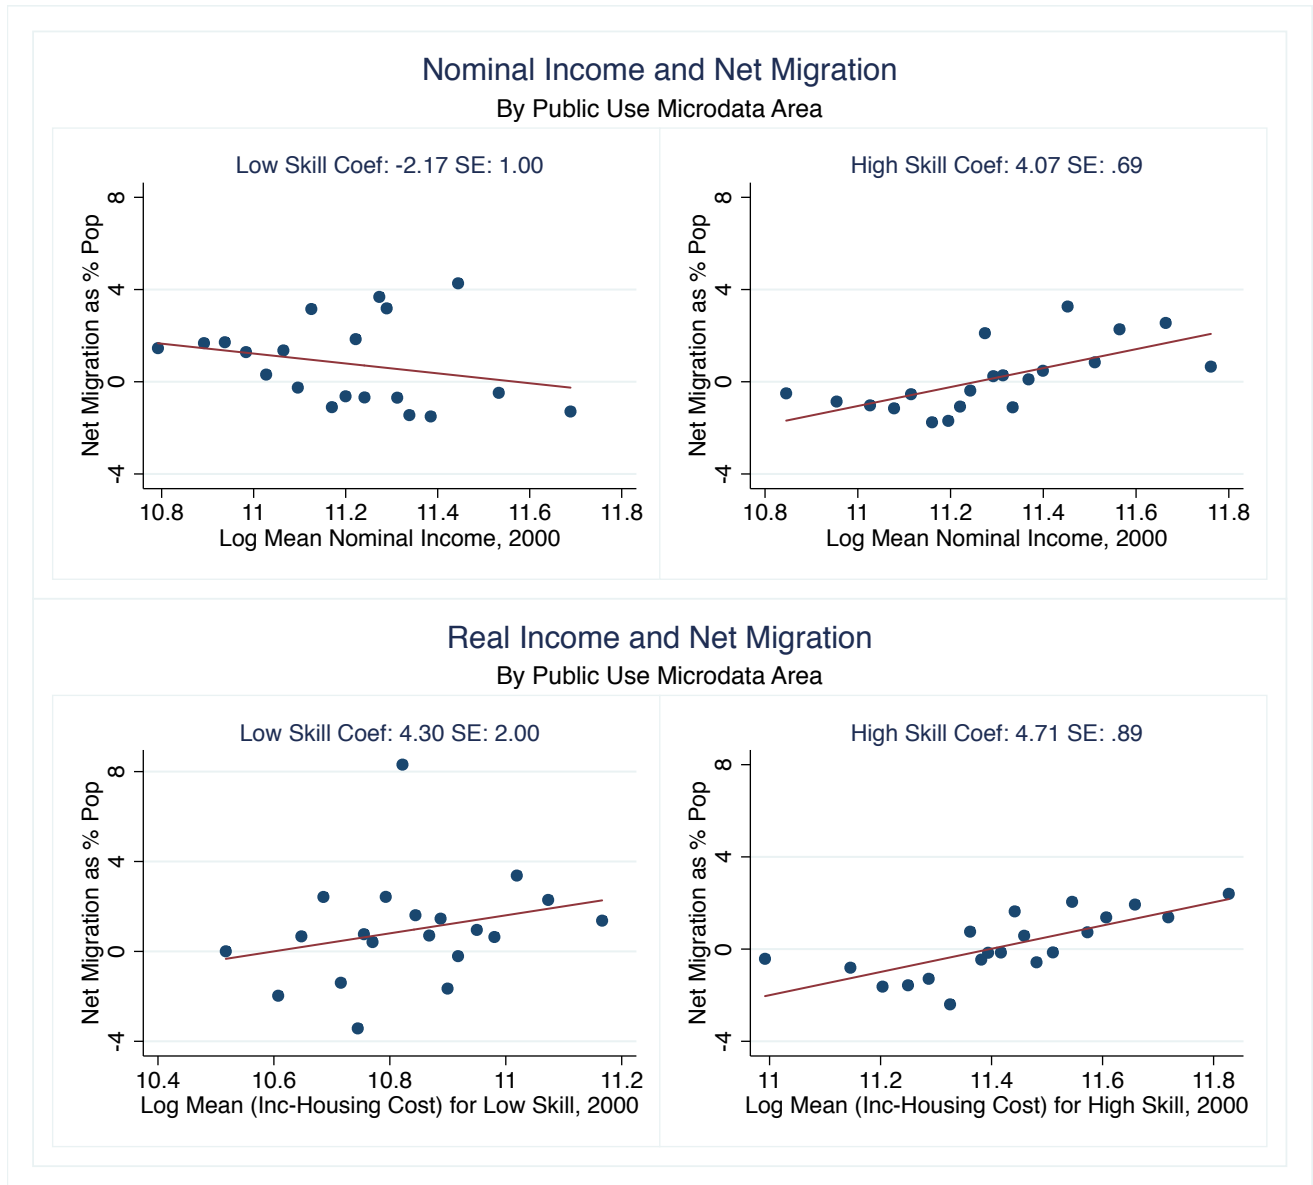 Nominal Income and Net Migration
By Public Use Microdata Area
Low Skill Coef: -2.17 SE: 1.00
Net Migration as % Pop
8
4
0
-4
10.8 11 11.2 11.4 11.6 11.8
Log Mean Nominal Income, 2000
High Skill Coef: 4.07 SE: .69
Net Migration as % Pop
8
4
0
-4
10.8 11 11.2 11.4 11.6 11.8
Log Mean Nominal Income, 2000
Real Income and Net Migration
By Public Use Microdata Area
Low Skill Coef: 4.30 SE: 2.00
Net Migration as % Pop
8
4
0
-4
10.4 10.6 10.8 11 11.2
Log Mean (Inc-Housing Cost) for Low Skill, 2000
High Skill Coef: 4.71 SE: .89
Net Migration as % Pop
8
4
0
-4
11 11.2 11.4 11.6 11.8
Log Mean (Inc-Housing Cost) for High Skill, 2000